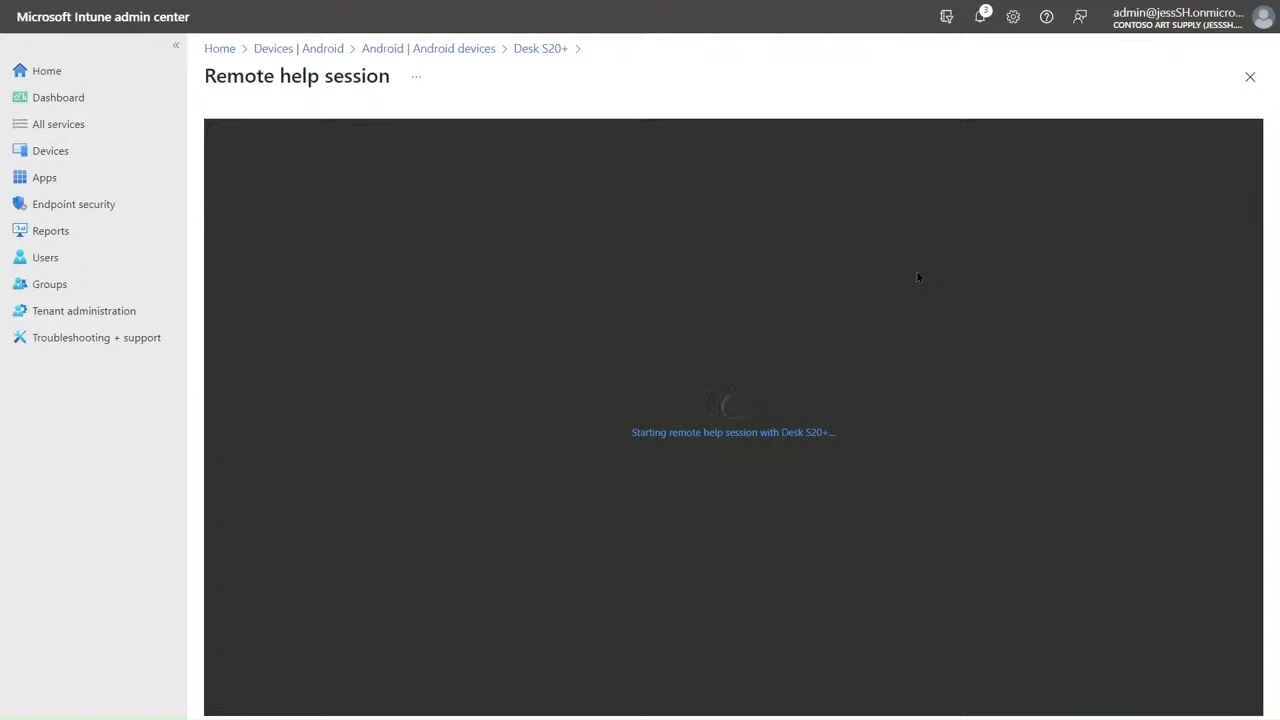 Microsoft Intune admin center
3
admin@jessSH.onmicro...
CONTOSO ART SUPPLY (JESSSH....
«
Home > Devices | Android > Android | Android devices > Desk S20+ >
Remote help session ...
Home
Dashboard
All services
Devices
Apps
Endpoint security
Reports
Users
Groups
Tenant administration
Troubleshooting + support
Starting remote help session with Desk S20+...